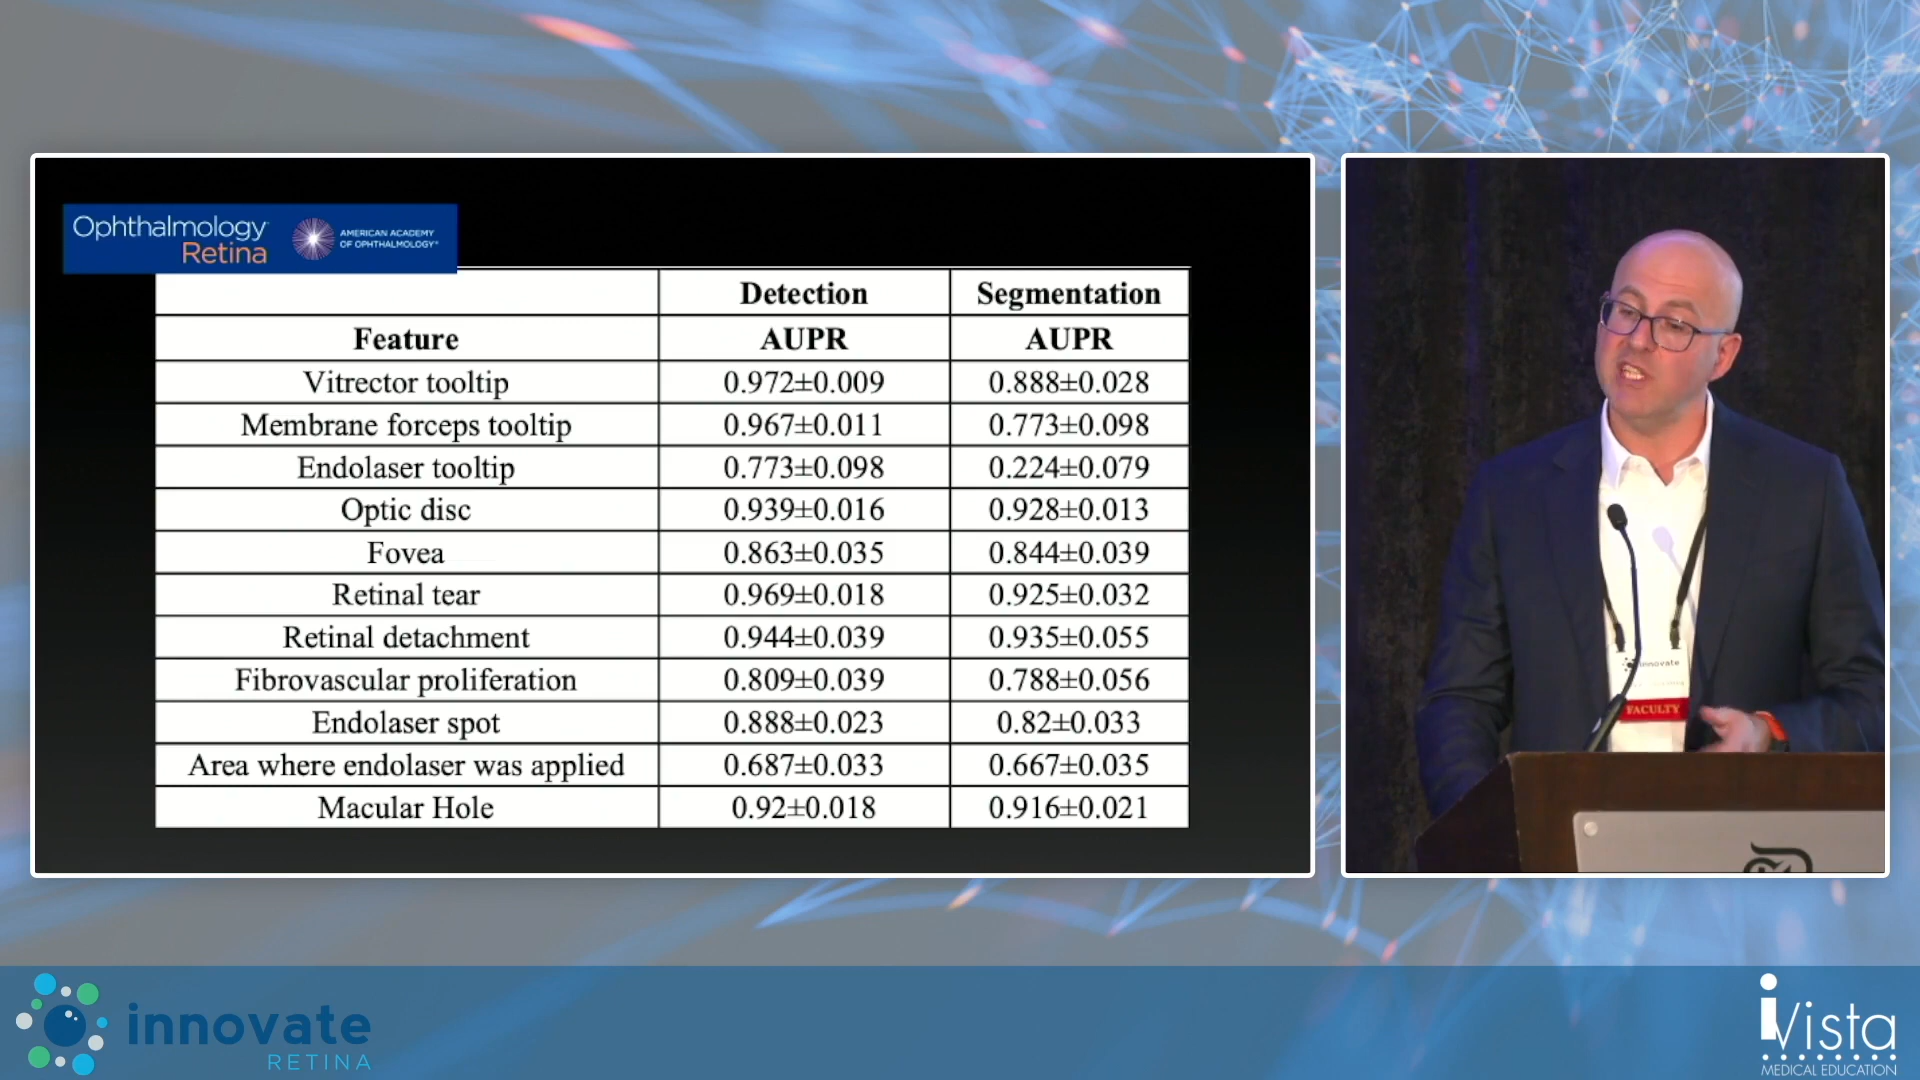 Ophthalmology
Retina
AMERICAN ACADEMY
OF OPHTHALMOLOGY
Detection Segmentation
Feature AUPR AUPR
Vitrector tooltip 0.972±0.009 0.888±0.028
Membrane forceps tooltip 0.967±0.011 0.773±0.098
Endolaser tooltip 0.773±0.098 0.224±0.079
Optic disc 0.939±0.016 0.928±0.013
Fovea 0.863±0.035 0.844±0.039
Retinal tear 0.969±0.018 0.925±0.032
Retinal detachment 0.944±0.039 0.935±0.055
Fibrovascular proliferation 0.809±0.039 0.788±0.056
Endolaser spot 0.888±0.023 0.82±0.033
Area where endolaser was applied 0.687±0.033 0.667±0.035
Macular Hole 0.92±0.018 0.916±0.021
innovate
FACULTY
innovate
RETINA
iVista
MEDICAL EDUCATION